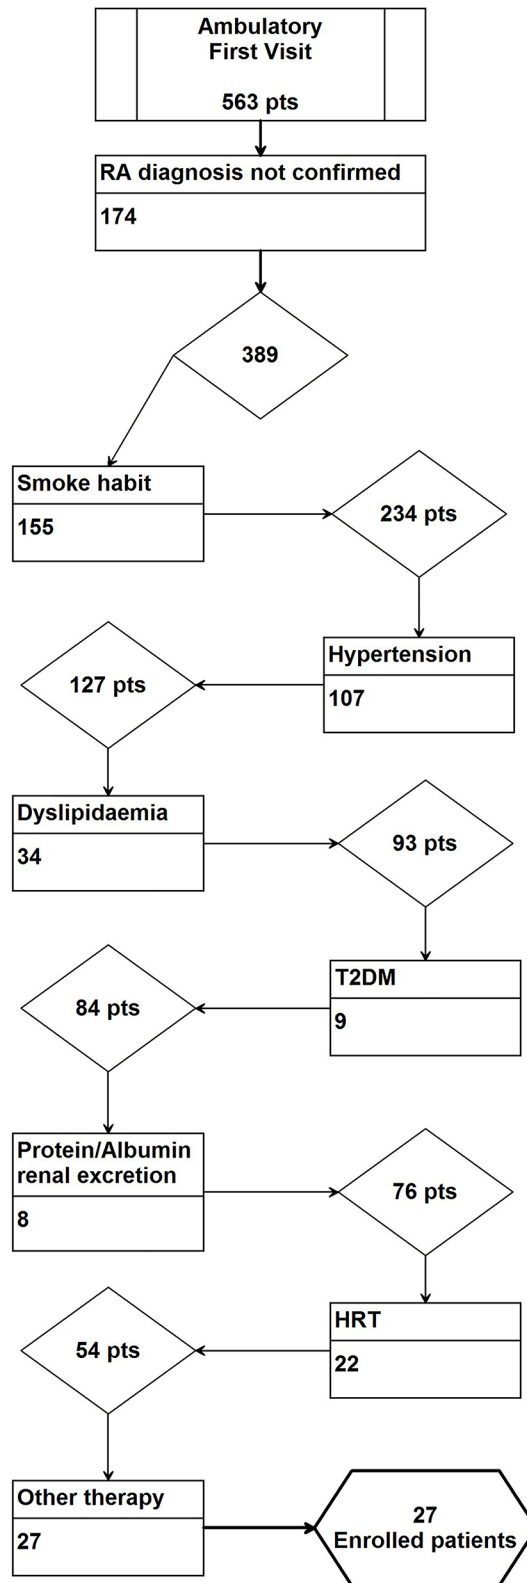 Ambulatory
First Visit
563 pts
RA diagnosis not confirmed
174
389
Smoke habit
155
234 pts
Hypertension
107
127 pts
Dyslipidaemia
34
93 pts
T2DM
9
84 pts
Protein/Albumin
renal excretion
8
76 pts
HRT
22
54 pts
Other therapy
27
27
Enrolled patients